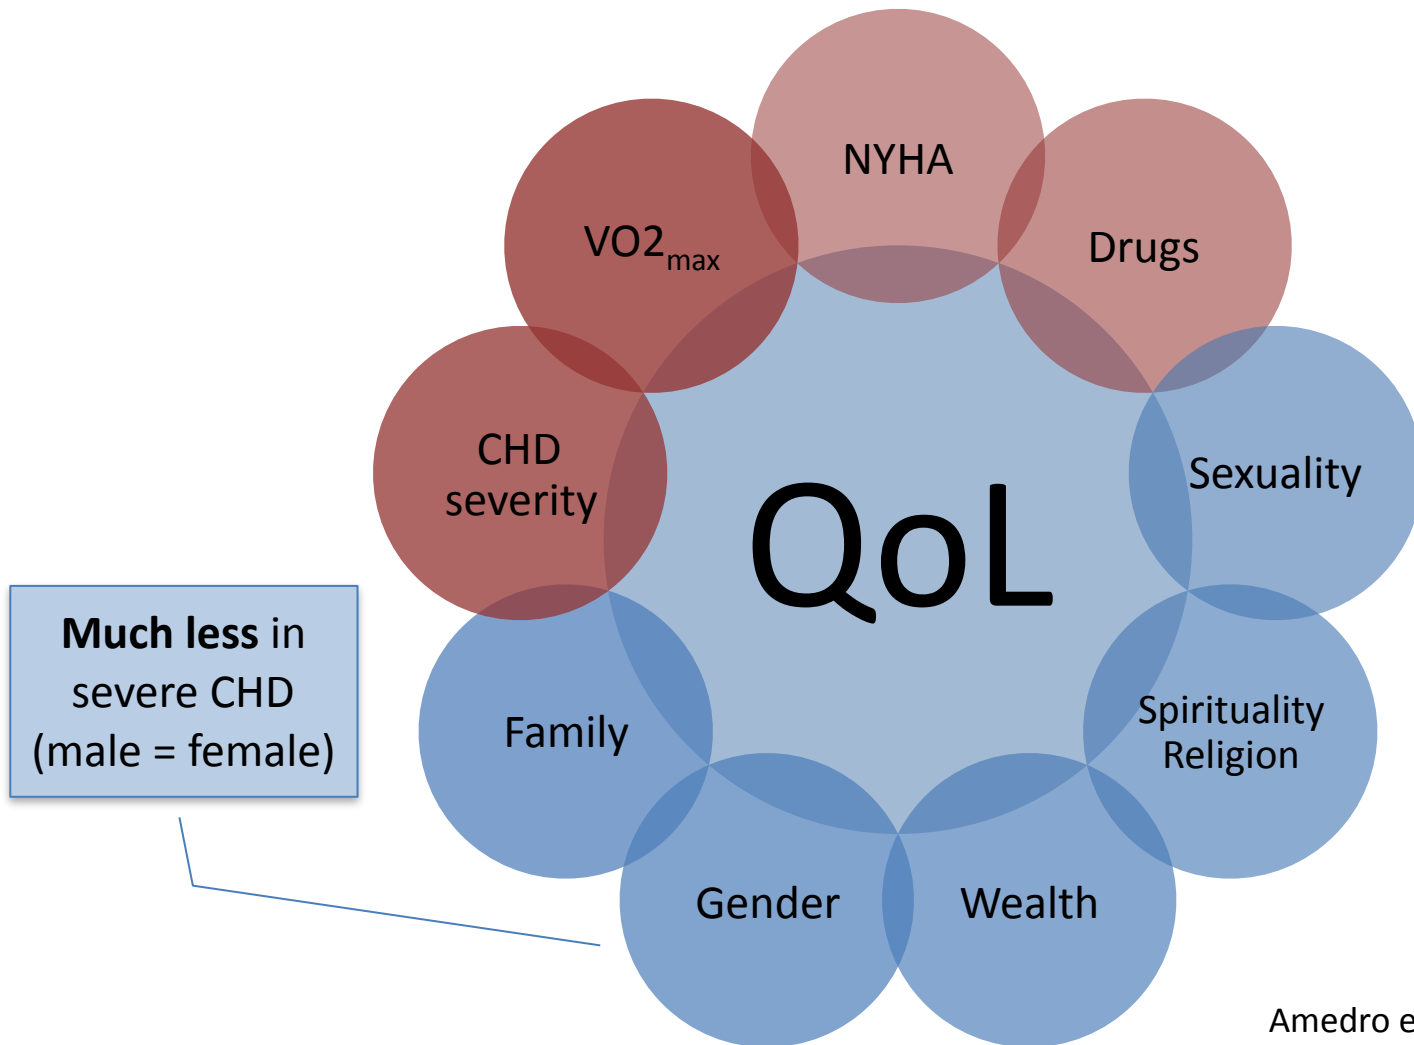 NYHA
VO2max
Drugs
CHD
severity
Sexuality
QoL
Much less in
severe CHD
(male = female)
Family
Spirituality
Religion
Gender
Wealth
Amedro e